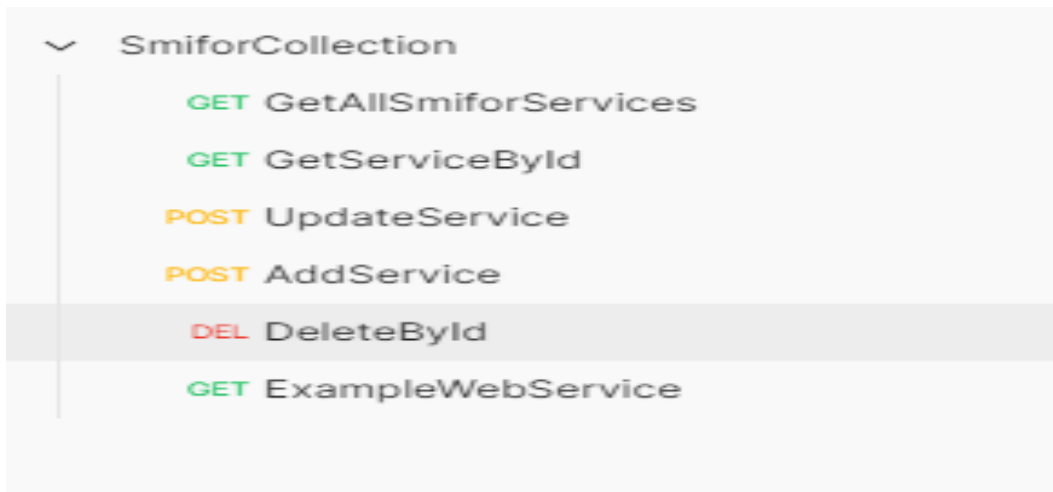 SmiforCollection
GET GetAllSmiforServices
GET GetServiceById
POST UpdateService
POST AddService
DEL DeleteById
GET ExampleWebService